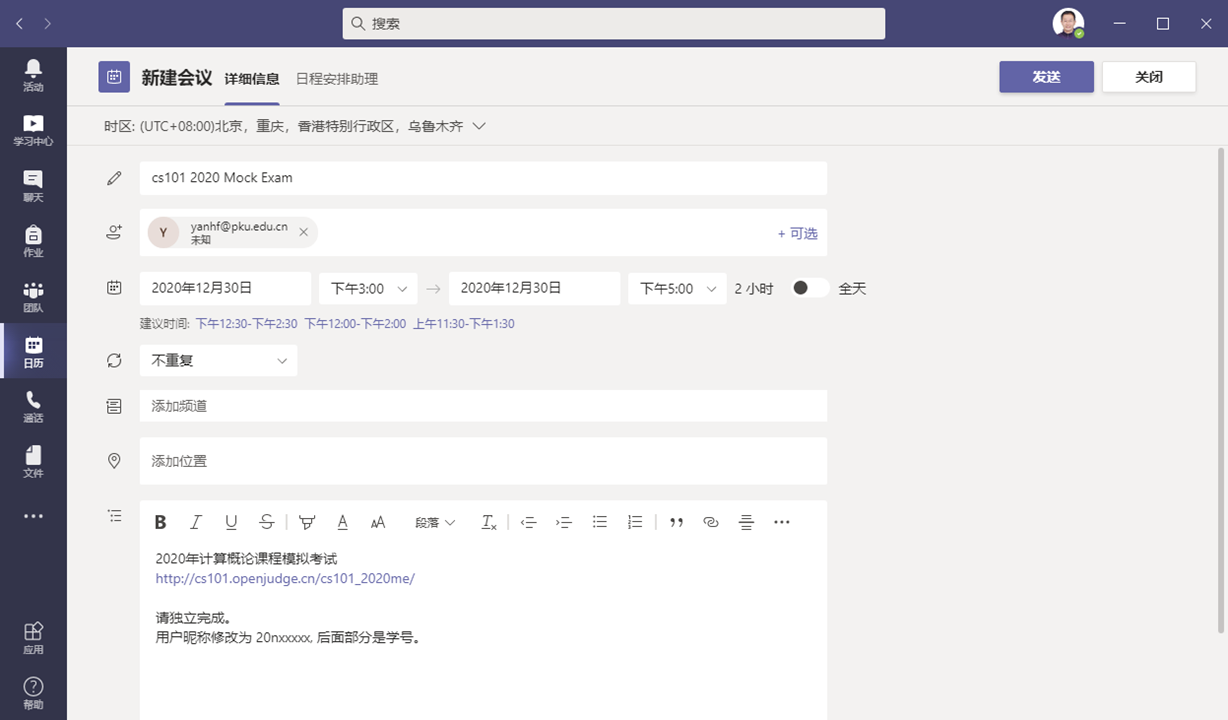 搜索
活动
学习中心
聊天
作业
团队
日历
通话
文件
应用
帮助
新建会议 详细信息 日程安排助理 发送 关闭
时区: (UTC+08:00)北京，重庆，香港特别行政区，乌鲁木齐
cs101 2020 Mock Exam
Y yanhf@pku.edu.cn
未知
+ 可选
2020年12月30日 下午3:00 → 2020年12月30日 下午5:00 2 小时 全天
建议时间: 下午12:30-下午2:30 下午12:00-下午2:00 上午11:30-下午1:30
不重复
添加频道
添加位置
B I U S A AA 段落 Tx
2020年计算概论课程模拟考试
http://cs101.openjudge.cn/cs101_2020me/
请独立完成。
用户昵称修改为 20nxxxxx, 后面部分是学号。